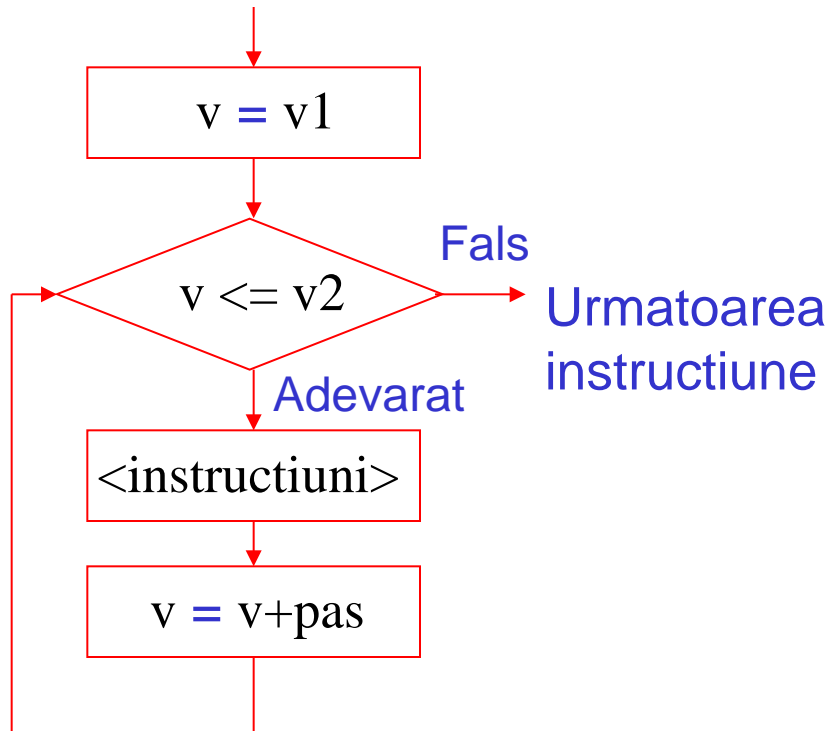 v = v1
Fals
v <= v2
Urmatoarea
instructiune
Adevarat
<instructiuni>
v = v+pas